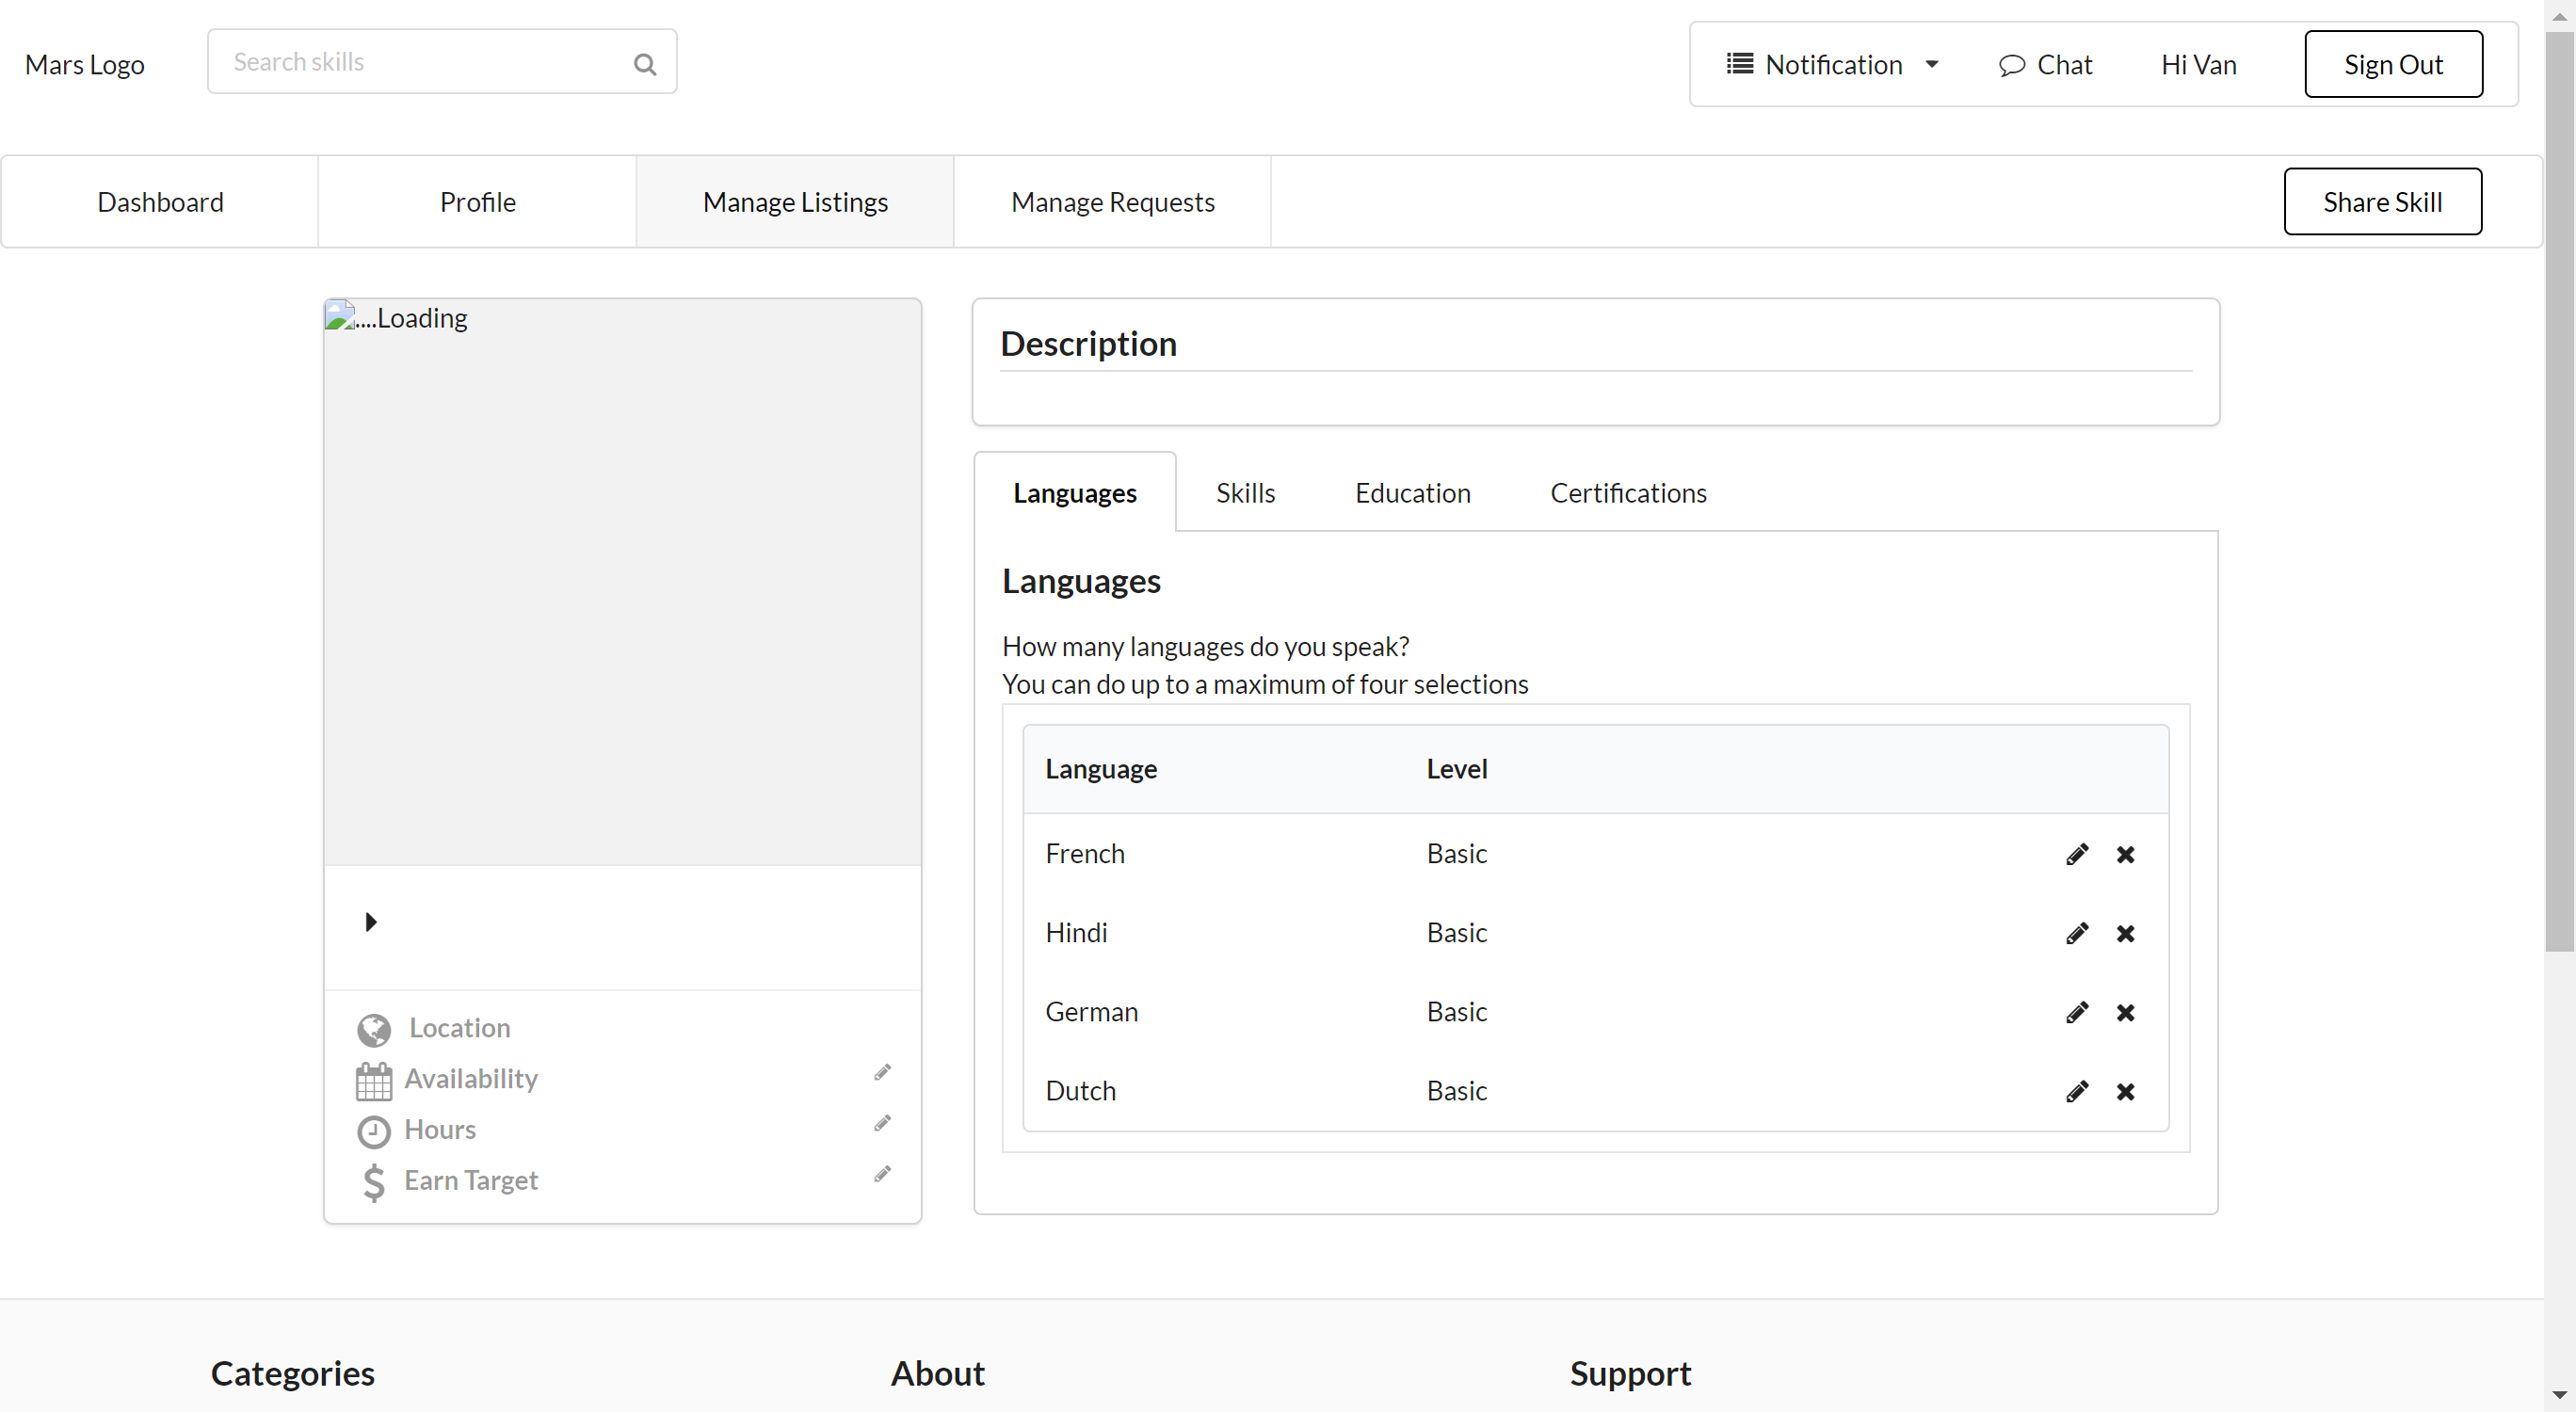 Mars Logo
Search skills
Notification
Chat
Hi Van
Sign Out
Dashboard
Profile
Manage Listings
Manage Requests
Share Skill
....Loading
Location
Availability
Hours
Earn Target
Description
Languages
Skills
Education
Certifications
Languages
How many languages do you speak?
You can do up to a maximum of four selections
Language Level
French Basic
Hindi Basic
German Basic
Dutch Basic
Categories
About
Support